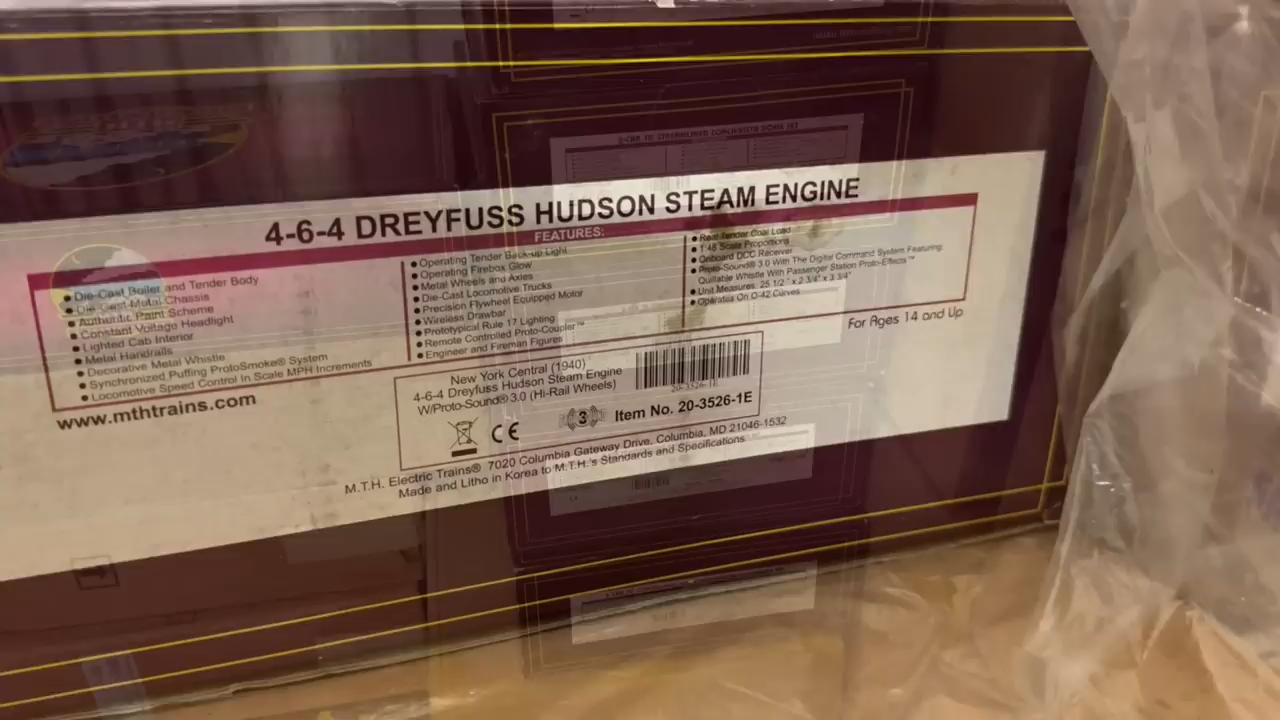 4-6-4 DREYFUSS HUDSON STEAM ENGINE
FEATURES:
● Die-Cast Boiler and Tender Body
● Die-Cast Metal Chassis
● Authentic Paint Scheme
● Constant Voltage Headlight
● Lighted Cab Interior
● Metal Handrails
● Decorative Metal Whistle
● Synchronized Puffing ProtoSmoke® System
● Locomotive Speed Control In Scale MPH Increments
● Operating Tender Back-up Light
● Operating Firebox Glow
● Metal Wheels and Axles
● Die-Cast Locomotive Trucks
● Precision Flywheel Equipped Motor
● Wireless Drawbar
● Prototypical Rule 17 Lighting
● Remote Controlled Proto-Coupler™
● Engineer and Fireman Figures
● Real Tender Coal Load
● 1:48 Scale Proportions
● Onboard DCC Receiver
● Proto-Sound® 3.0 With The Digital Command System Featuring
Quillable Whistle With Passenger Station Proto-Effects™
● Unit Measures: 25 1/2" x 2 3/4" x 3 3/4"
● Operates On O-42 Curves
For Ages 14 and Up
www.mthtrains.com
New York Central (1940)
4-6-4 Dreyfuss Hudson Steam Engine
W/Proto-Sound® 3.0 (Hi-Rail Wheels)
20-3526-1E
CE
3
Item No. 20-3526-1E
M.T.H. Electric Trains® 7020 Columbia Gateway Drive, Columbia, MD 21046-1532
Made and Litho in Korea to M.T.H.'s Standards and Specifications